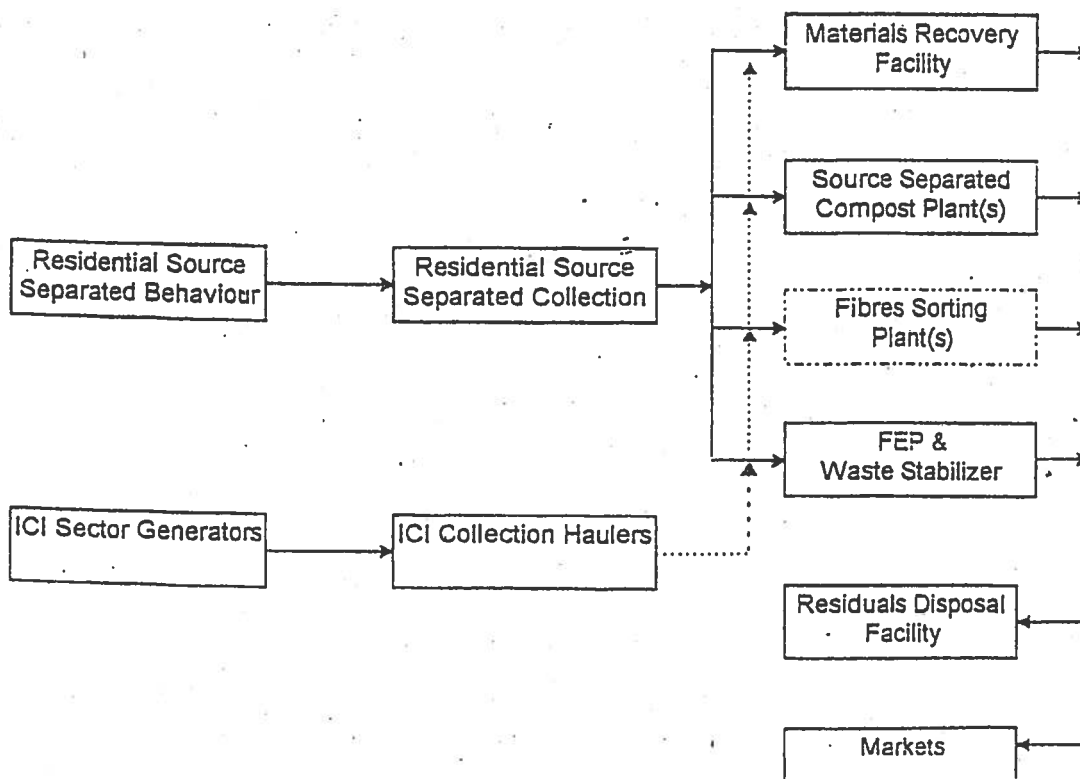 Materials Recovery
Facility
Source Separated
Compost Plant(s)
Residential Source
Separated Behaviour
Residential Source
Separated Collection
Fibres Sorting
Plant(s)
FEP &
Waste Stabilizer
ICI Sector Generators
ICI Collection Haulers
Residuals Disposal
Facility
Markets